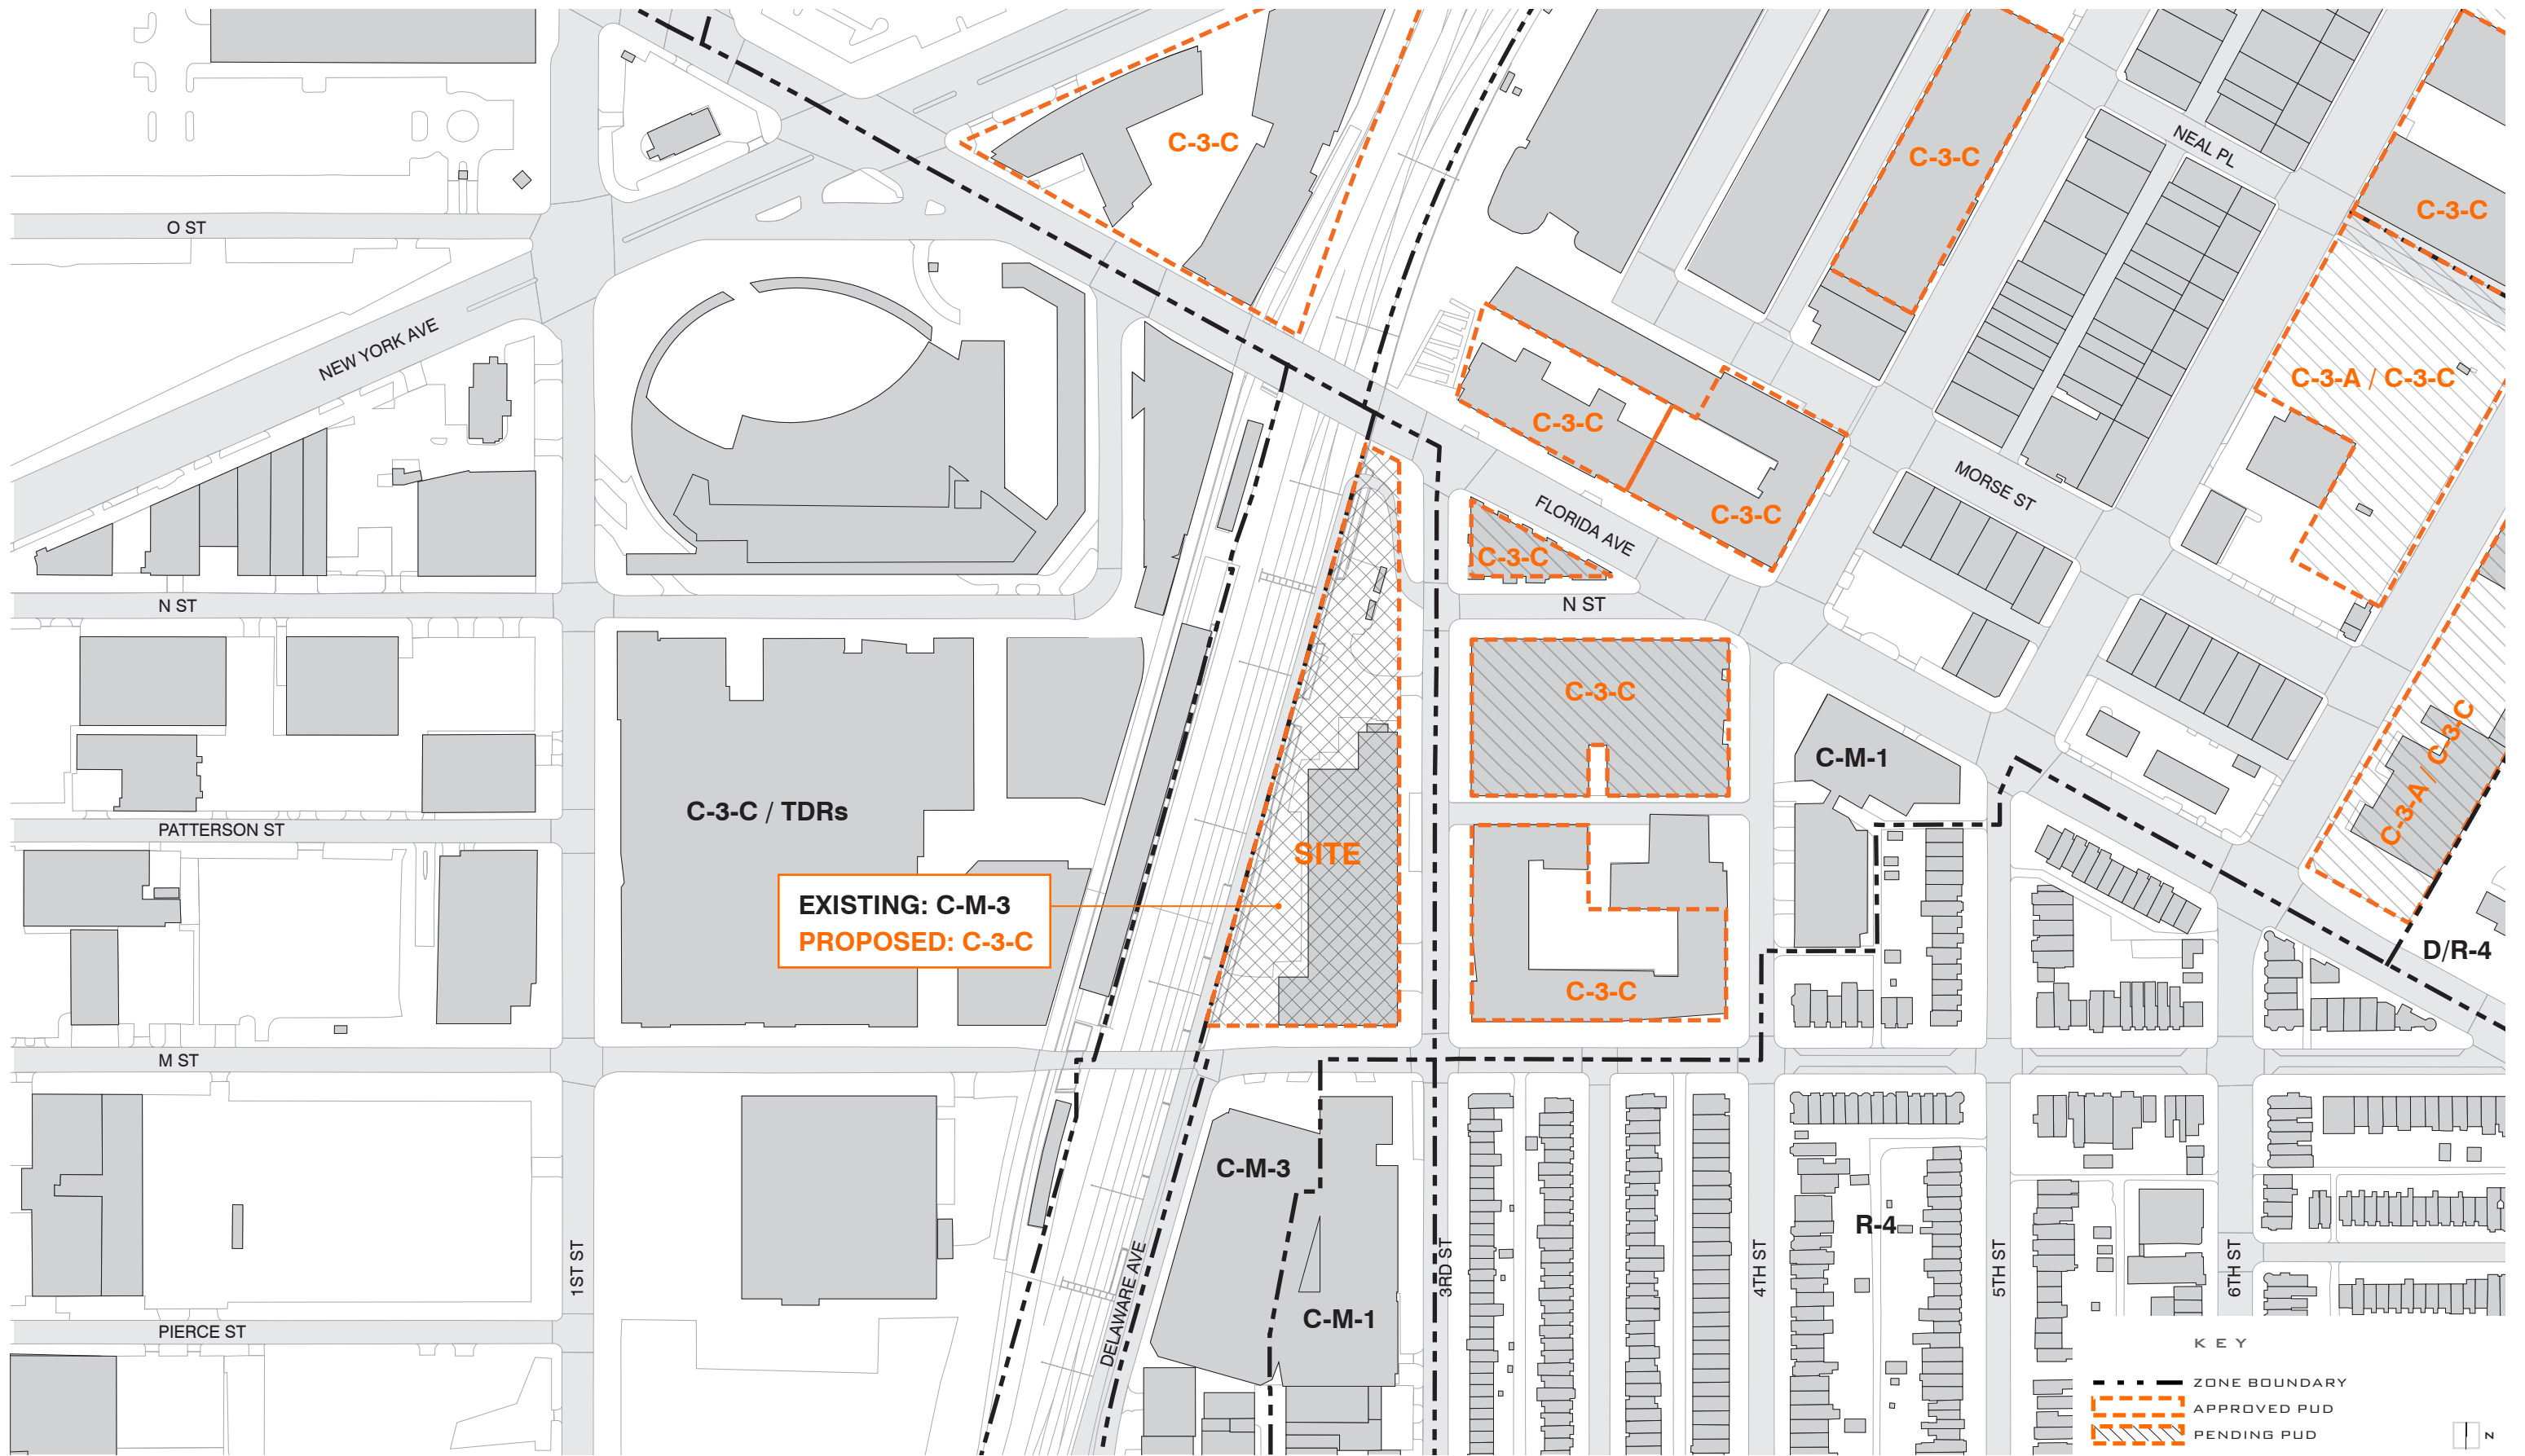 C-3-C
C-3-C
NEAL PL
C-3-C
O ST
NEW YORK AVE
C-3-A / C-3-C
C-3-C
MORSE ST
C-3-C
FLORIDA AVE
C-3-C
N ST
N ST
C-3-C
C-M-1
C-3-A / C-3-C
C-3-C / TDRs
PATTERSON ST
SITE
EXISTING: C-M-3
PROPOSED: C-3-C
D/R-4
C-3-C
M ST
C-M-3
R-4
1ST ST
DELAWARE AVE
3RD ST
4TH ST
5TH ST
6TH ST
C-M-1
PIERCE ST
KEY
ZONE BOUNDARY
APPROVED PUD
PENDING PUD
N